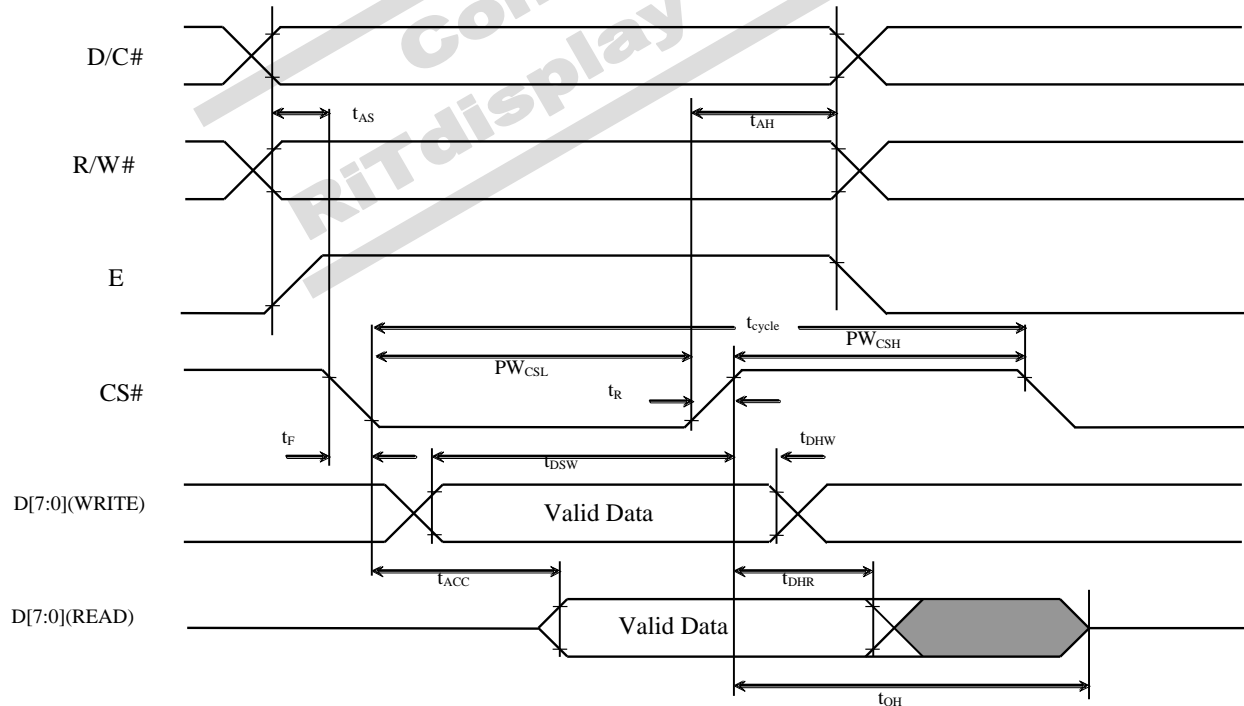 D/C#
tAS
tAH
R/W#
E
tcycle
PWCSL
PWCSH
CS#
tR
tF
tDSW
tDHW
D[7:0](WRITE)
Valid Data
tACC
tDHR
D[7:0](READ)
Valid Data
tOH
RiTdisplay